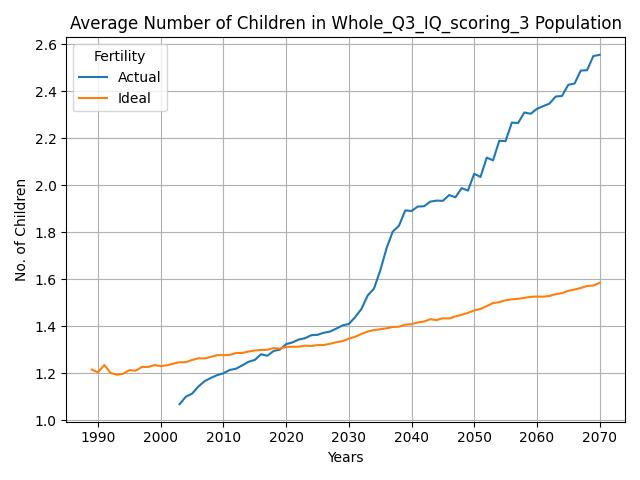 Average Number of Children in Whole_Q3_IQ_scoring_3 Population
Fertility
Actual
Ideal
No. of Children
2.6
2.4
2.2
2.0
1.8
1.6
1.4
1.2
1.0
1990 2000 2010 2020 2030 2040 2050 2060 2070
Years